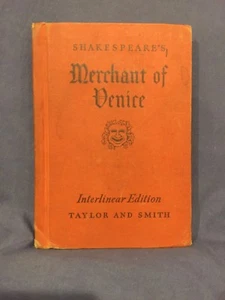 SHAKESPEARE'S
Merchant of
Venice
Interlinear Edition
TAYLOR AND SMITH